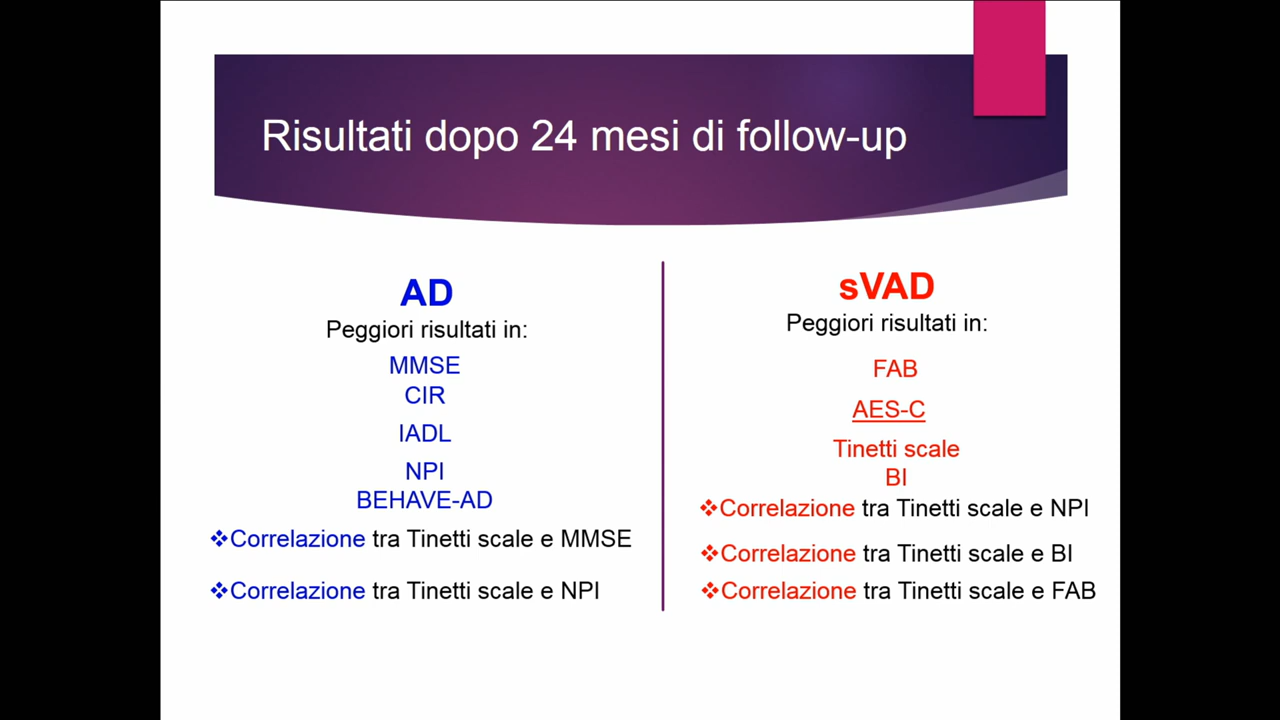 Risultati dopo 24 mesi di follow-up
AD
Peggiori risultati in:
MMSE
CIR
IADL
NPI
BEHAVE-AD
❖Correlazione tra Tinetti scale e MMSE
❖Correlazione tra Tinetti scale e NPI
sVAD
Peggiori risultati in:
FAB
AES-C
Tinetti scale
BI
❖Correlazione tra Tinetti scale e NPI
❖Correlazione tra Tinetti scale e BI
❖Correlazione tra Tinetti scale e FAB